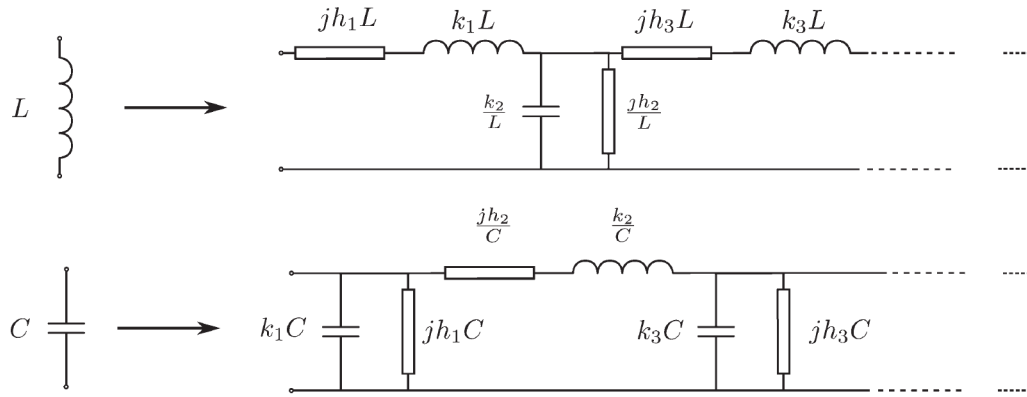 jh₁L k₁L jh₃L k₃L
L k₂/L jh₂/L
jh₂/C k₂/C
C k₁C jh₁C k₃C jh₃C